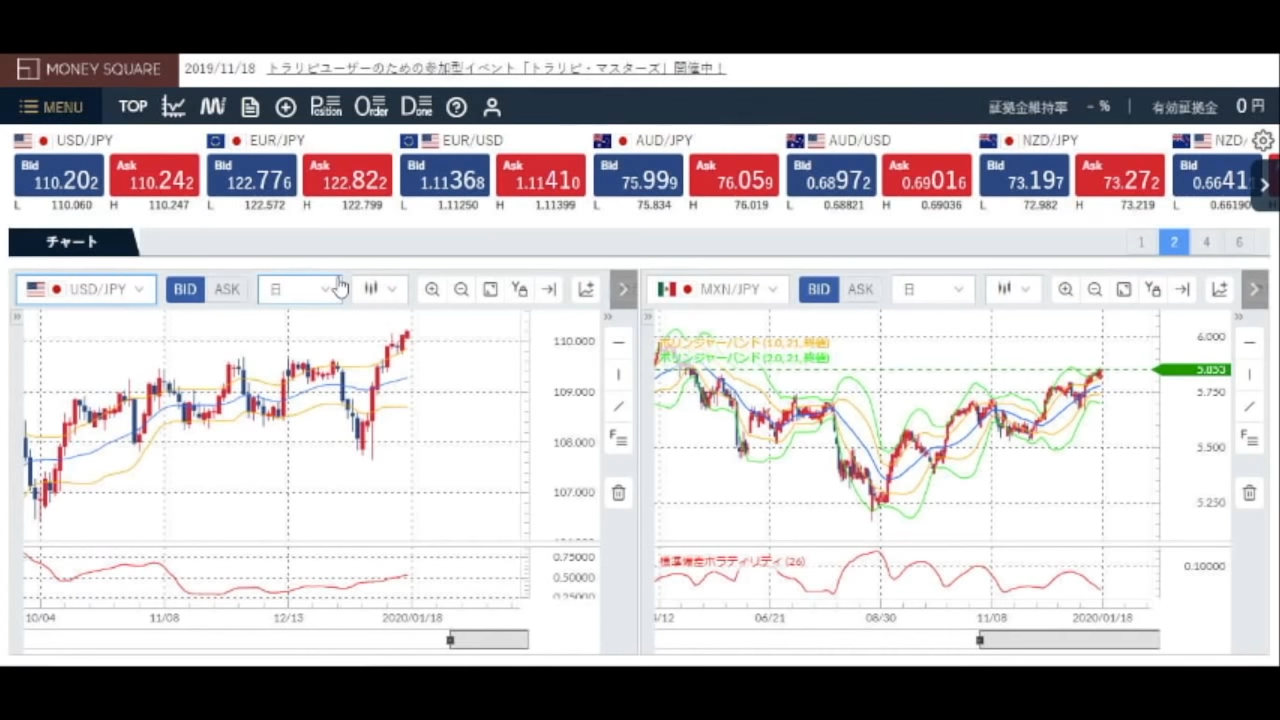 MONEY SQUARE 2019/11/18 トラリピユーザーのための参加型イベント「トラリピ・マスターズ」開催中!
MENU TOP Position Order Done 証拠金維持率 - % | 有効証拠金 0 円
USD/JPY EUR/JPY EUR/USD AUD/JPY AUD/USD NZD/JPY NZD/
Bid Ask Bid Ask Bid Ask Bid Ask Bid Ask Bid Ask Bid
110.202 110.242 122.776 122.822 1.11368 1.11410 75.999 76.059 0.68972 0.69016 73.197 73.272 0.6641
L 110.060 H 110.247 L 122.572 H 122.799 L 1.11250 H 1.11399 L 75.834 H 76.019 L 0.68821 H 0.69036 L 72.982 H 73.219 L 0.66190
チャート 1 2 4 6
USD/JPY BID ASK 日
110.000
109.000
108.000
107.000
0.75000
0.50000
0.25000
10/04 11/08 12/13 2020/01/18
MXN/JPY BID ASK 日
ボリンジャーバンド (1.0, 21, 終値)
ボリンジャーバンド (2.0, 21, 終値)
6.000
5.853
5.750
5.500
5.250
標準偏差ボラティリティ (26)
0.10000
/12 06/21 08/30 11/08 2020/01/18